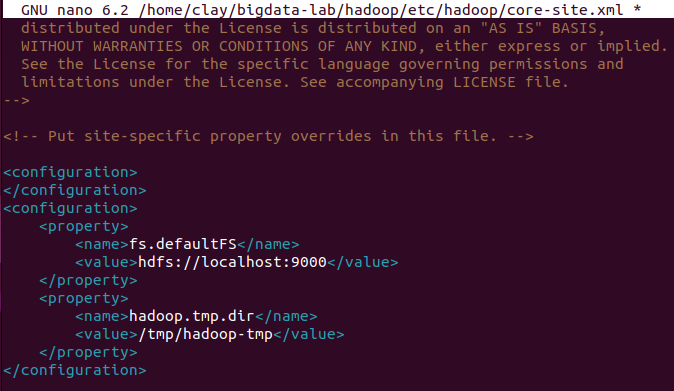 GNU nano 6.2 /home/clay/bigdata-lab/hadoop/etc/hadoop/core-site.xml *
distributed under the License is distributed on an "AS IS" BASIS,
WITHOUT WARRANTIES OR CONDITIONS OF ANY KIND, either express or implied.
See the License for the specific language governing permissions and
limitations under the License. See accompanying LICENSE file.
-->
<!-- Put site-specific property overrides in this file. -->
<configuration>
</configuration>
<configuration>
<property>
<name>fs.defaultFS</name>
<value>hdfs://localhost:9000</value>
</property>
<property>
<name>hadoop.tmp.dir</name>
<value>/tmp/hadoop-tmp</value>
</property>
</configuration>